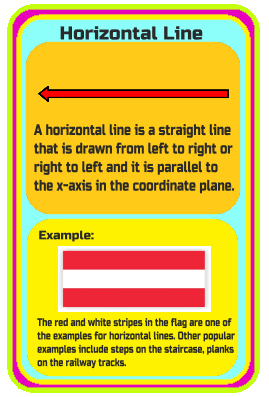 Horizontal Line
A horizontal line is a straight line
that is drawn from left to right or
right to left and it is parallel to
the x-axis in the coordinate plane.
Example:
The red and white stripes in the flag are one of
the examples for horizontal lines. Other popular
examples include steps on the staircase, planks
on the railway tracks.